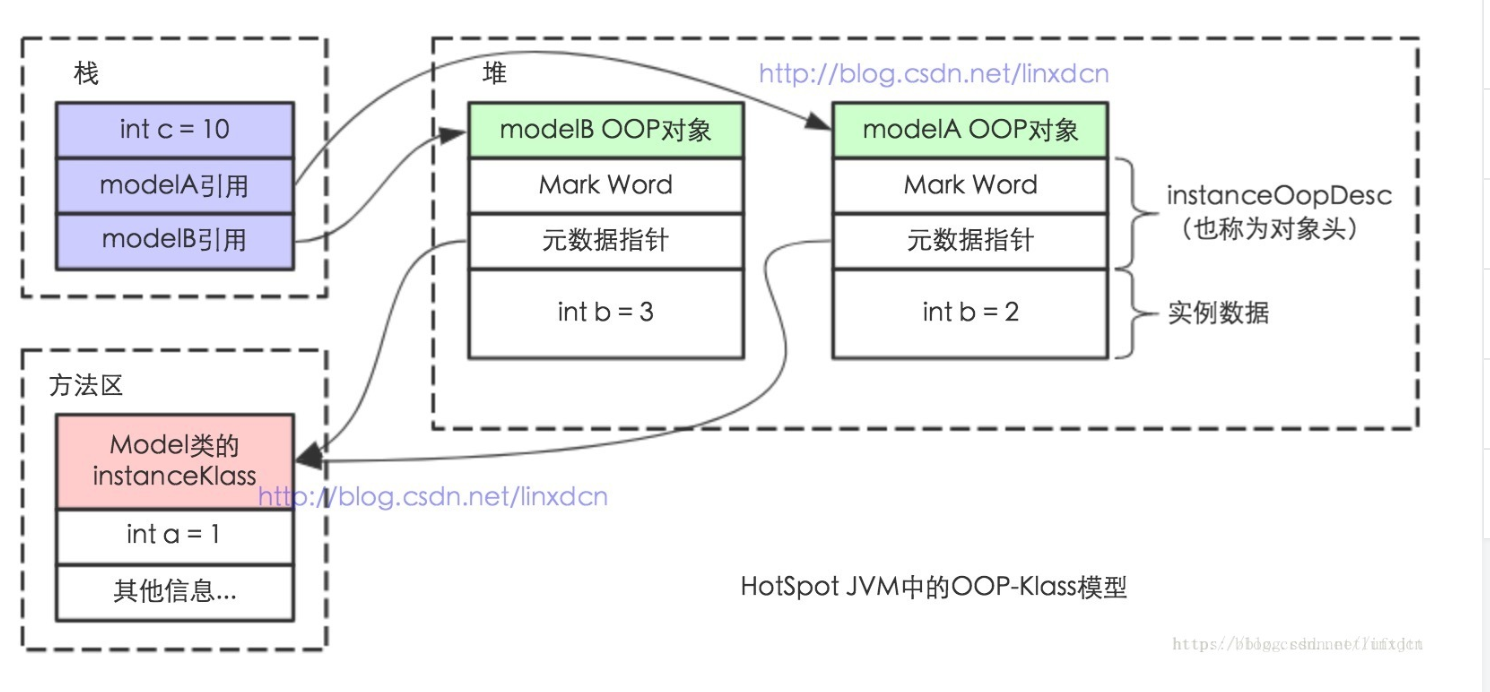 栈
int c = 10
modelA引用
modelB引用
堆
http://blog.csdn.net/linxdcn
modelB OOP对象
Mark Word
元数据指针
int b = 3
modelA OOP对象
Mark Word
元数据指针
int b = 2
instanceOopDesc
（也称为对象头）
实例数据
方法区
Model类的
instanceKlass
http://blog.csdn.net/linxdcn
int a = 1
其他信息...
HotSpot JVM中的OOP-Klass模型